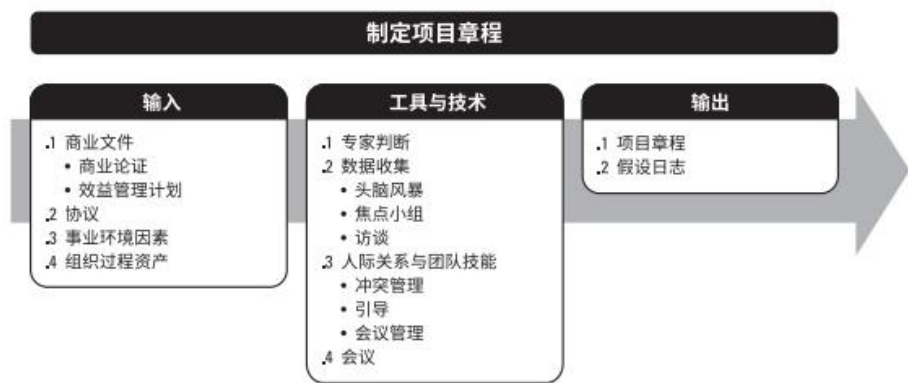 制定项目章程
输入
.1 商业文件
• 商业论证
• 效益管理计划
.2 协议
.3 事业环境因素
.4 组织过程资产
工具与技术
.1 专家判断
.2 数据收集
• 头脑风暴
• 焦点小组
• 访谈
.3 人际关系与团队技能
• 冲突管理
• 引导
• 会议管理
.4 会议
输出
.1 项目章程
.2 假设日志